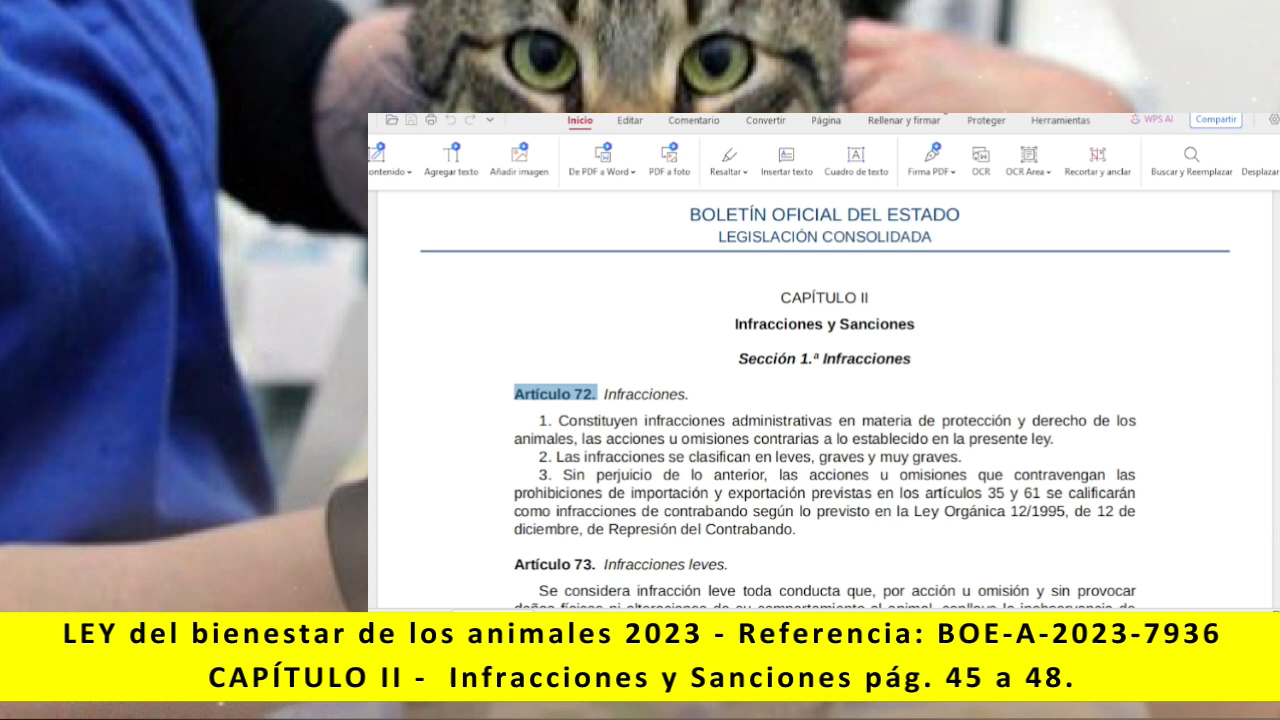 Inicio Editar Comentario Convertir Página Rellenar y firmar Proteger Herramientas WPS AI Compartir
Agregar texto Añadir imagen De PDF a Word PDF a foto Resaltar Insertar texto Cuadro de texto Firma PDF OCR OCR Area Recortar y anclar Buscar y Reemplazar
BOLETÍN OFICIAL DEL ESTADO
LEGISLACIÓN CONSOLIDADA
CAPÍTULO II
Infracciones y Sanciones
Sección 1.ª Infracciones
Artículo 72. Infracciones.
1. Constituyen infracciones administrativas en materia de protección y derecho de los
animales, las acciones u omisiones contrarias a lo establecido en la presente ley.
2. Las infracciones se clasifican en leves, graves y muy graves.
3. Sin perjuicio de lo anterior, las acciones u omisiones que contravengan las
prohibiciones de importación y exportación previstas en los artículos 35 y 61 se calificarán
como infracciones de contrabando según lo previsto en la Ley Orgánica 12/1995, de 12 de
diciembre, de Represión del Contrabando.
Artículo 73. Infracciones leves.
Se considera infracción leve toda conducta que, por acción u omisión y sin provocar
LEY del bienestar de los animales 2023 - Referencia: BOE-A-2023-7936
CAPÍTULO II - Infracciones y Sanciones pág. 45 a 48.